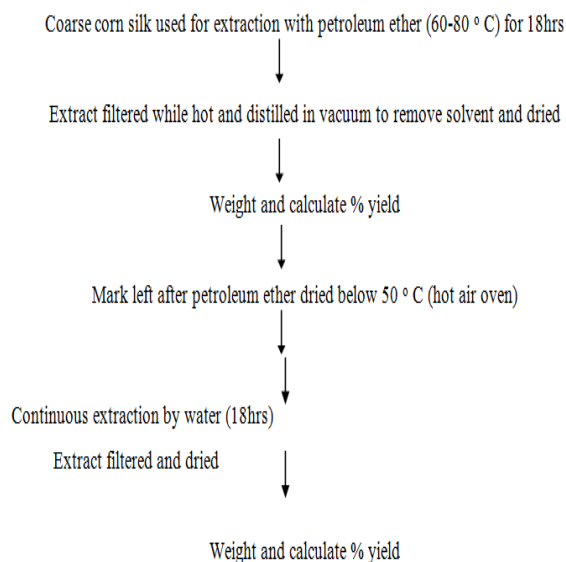 Coarse corn silk used for extraction with petroleum ether (60-80 º C) for 18hrs
Extract filtered while hot and distilled in vacuum to remove solvent and dried
Weight and calculate % yield
Mark left after petroleum ether dried below 50 º C (hot air oven)
Continuous extraction by water (18hrs)
Extract filtered and dried
Weight and calculate % yield